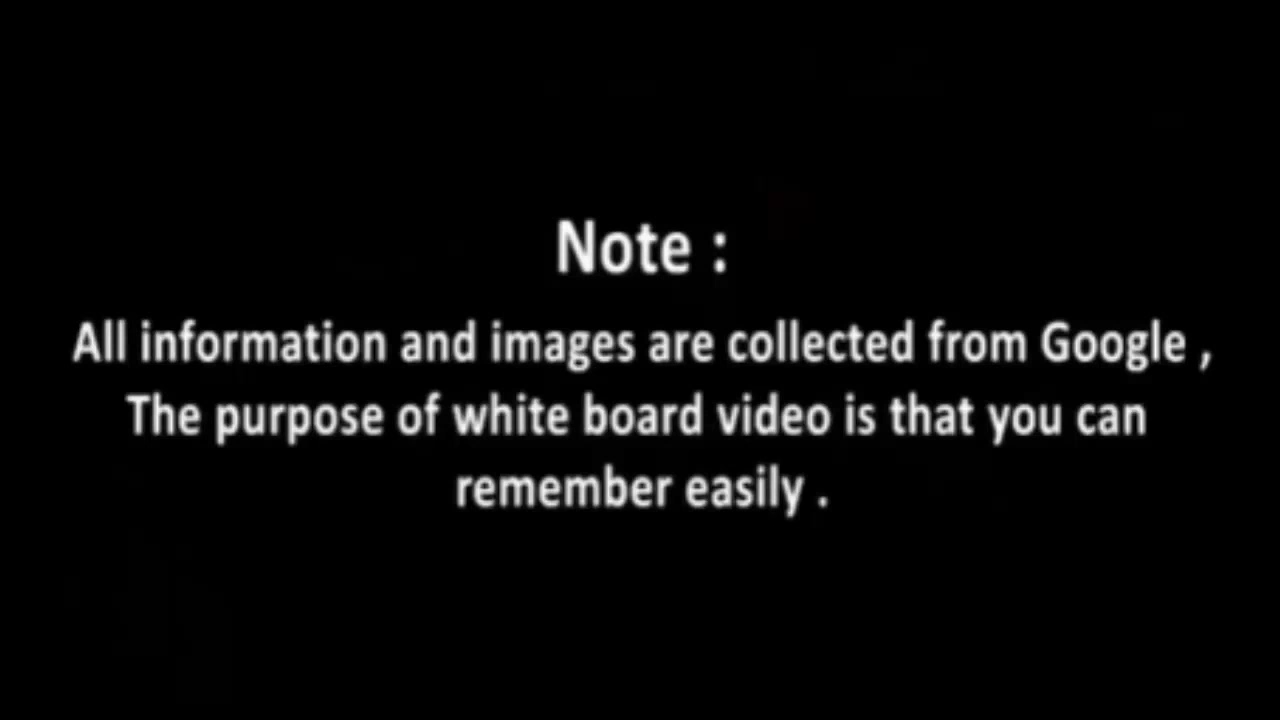 Note :
All information and images are collected from Google ,
The purpose of white board video is that you can
remember easily .